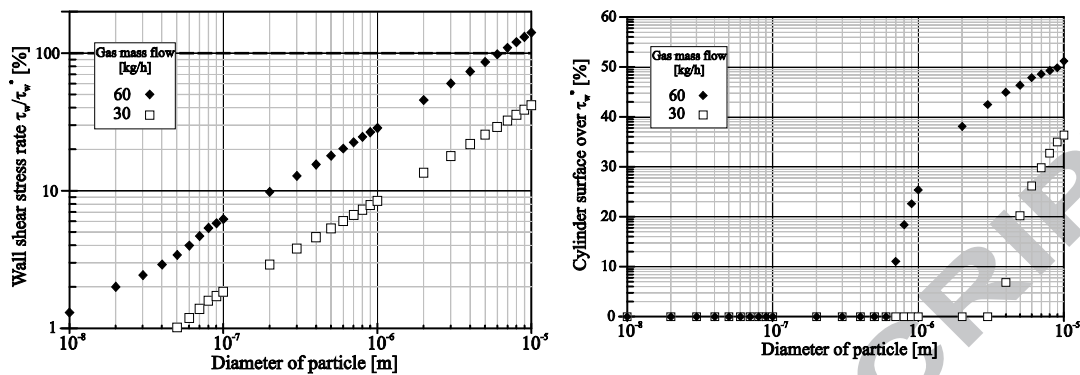 Wall shear stress rate τw/τw* [%]
100
10
1
Gas mass flow
[kg/h]
60
30
10-8
10-7
10-6
10-5
Diameter of particle [m]
Cylinder surface over τw* [%]
60
50
40
30
20
10
0
Gas mass flow
[kg/h]
60
30
10-8
10-7
10-6
10-5
Diameter of particle [m]
CRIP